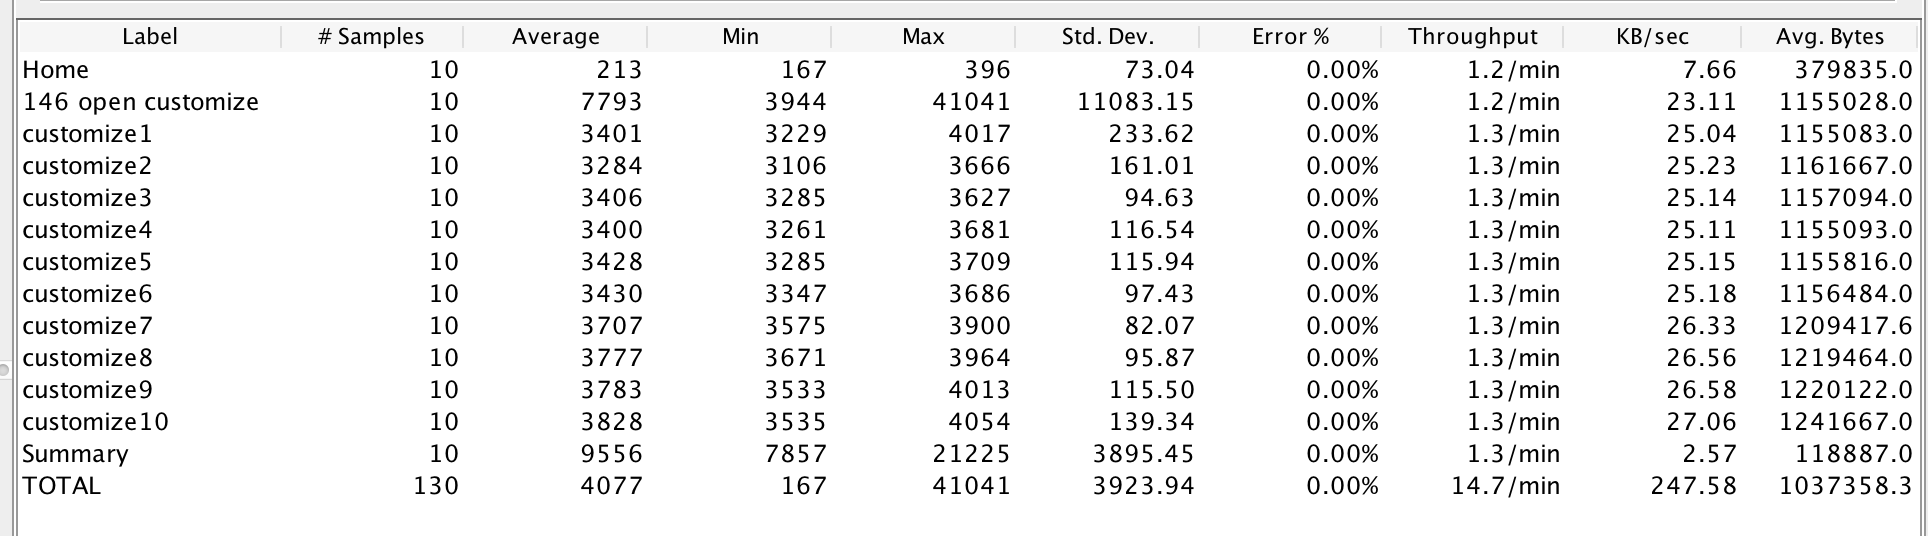 Label # Samples Average Min Max Std. Dev. Error % Throughput KB/sec Avg. Bytes
Home 10 213 167 396 73.04 0.00% 1.2/min 7.66 379835.0
146 open customize 10 7793 3944 41041 11083.15 0.00% 1.2/min 23.11 1155028.0
customize1 10 3401 3229 4017 233.62 0.00% 1.3/min 25.04 1155083.0
customize2 10 3284 3106 3666 161.01 0.00% 1.3/min 25.23 1161667.0
customize3 10 3406 3285 3627 94.63 0.00% 1.3/min 25.14 1157094.0
customize4 10 3400 3261 3681 116.54 0.00% 1.3/min 25.11 1155093.0
customize5 10 3428 3285 3709 115.94 0.00% 1.3/min 25.15 1155816.0
customize6 10 3430 3347 3686 97.43 0.00% 1.3/min 25.18 1156484.0
customize7 10 3707 3575 3900 82.07 0.00% 1.3/min 26.33 1209417.6
customize8 10 3777 3671 3964 95.87 0.00% 1.3/min 26.56 1219464.0
customize9 10 3783 3533 4013 115.50 0.00% 1.3/min 26.58 1220122.0
customize10 10 3828 3535 4054 139.34 0.00% 1.3/min 27.06 1241667.0
Summary 10 9556 7857 21225 3895.45 0.00% 1.3/min 2.57 118887.0
TOTAL 130 4077 167 41041 3923.94 0.00% 14.7/min 247.58 1037358.3